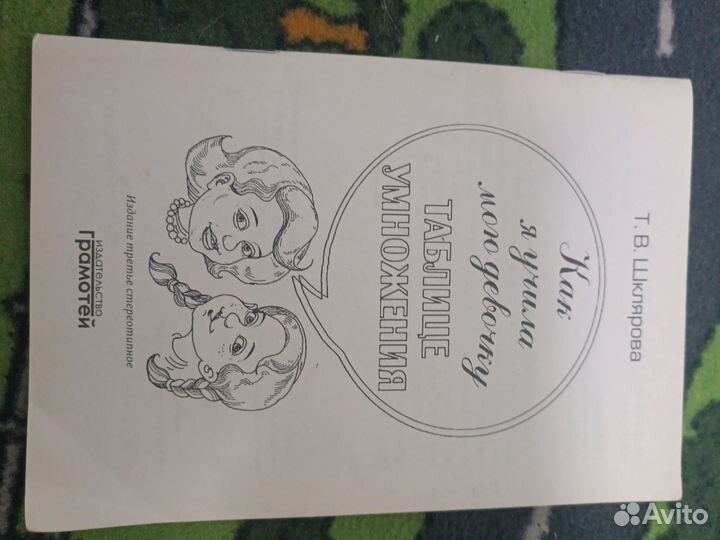 Т. В. Шклярова
Как
я учила
мою девочку
ТАБЛИЦЕ
УМНОЖЕНИЯ
Издание третье стереотипное
ИЗДАТЕЛЬСТВО
Грамотей
Avito